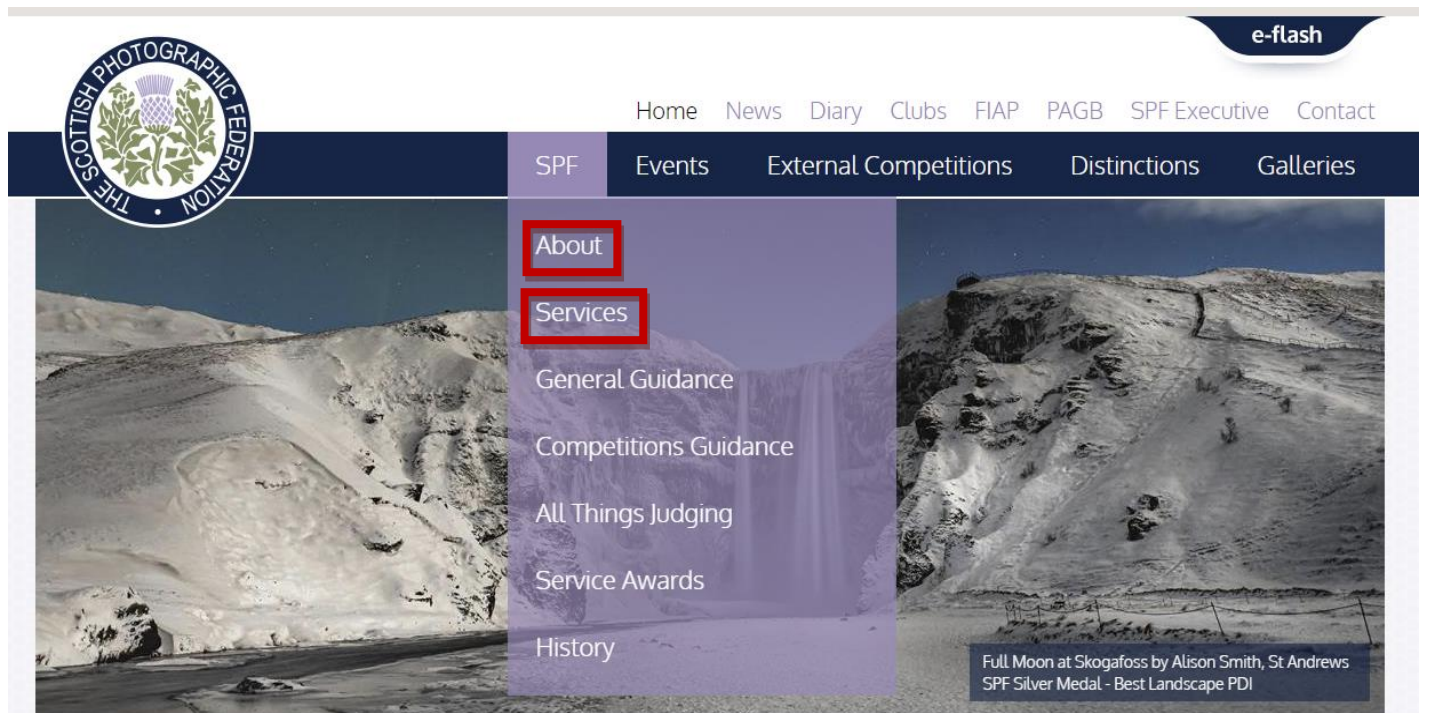 e-flash
THE SCOTTISH PHOTOGRAPHIC FEDERATION
Home News Diary Clubs FIAP PAGB SPF Executive Contact
SPF Events External Competitions Distinctions Galleries
About
Services
General Guidance
Competitions Guidance
All Things Judging
Service Awards
History
Full Moon at Skogafoss by Alison Smith, St Andrews
SPF Silver Medal - Best Landscape PDI